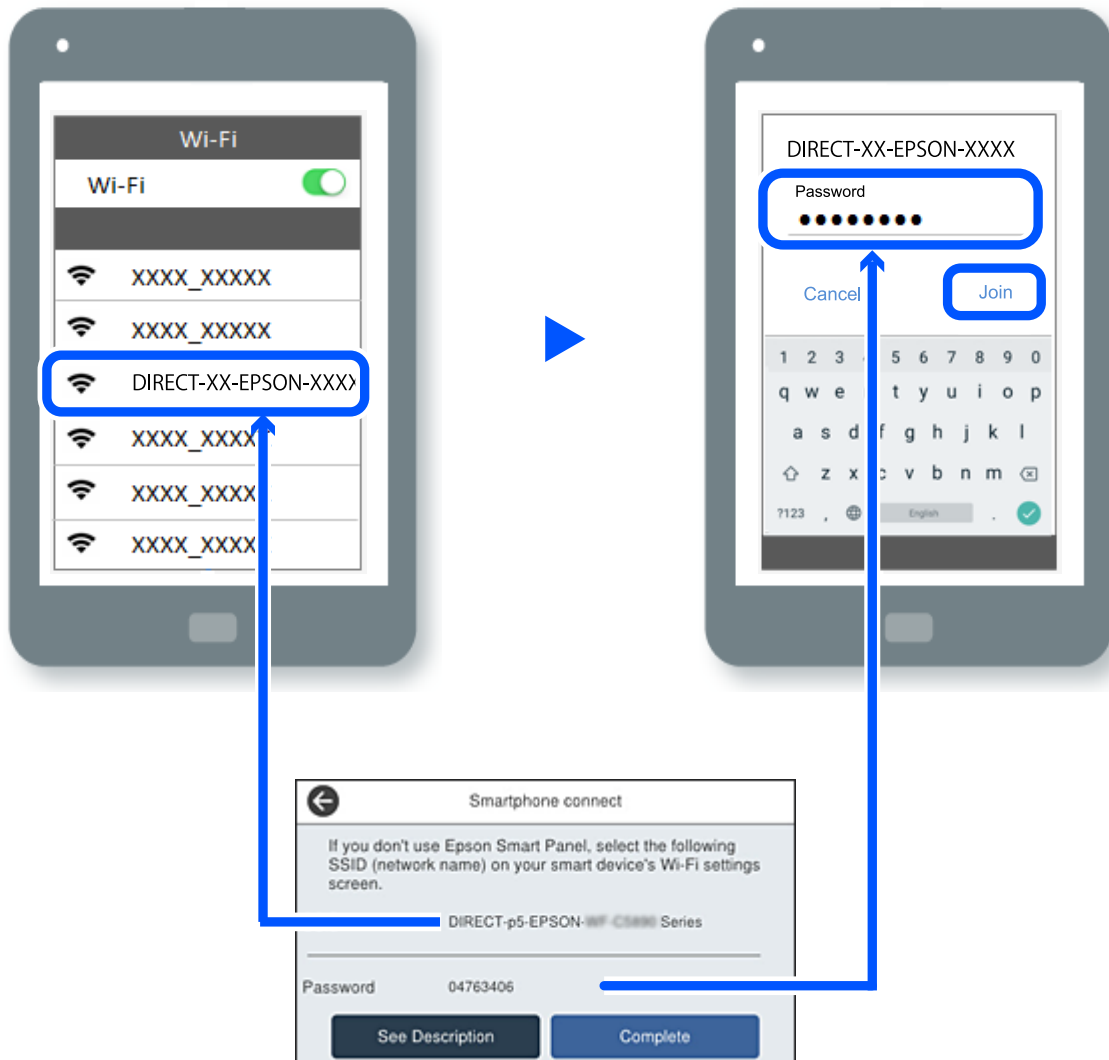 Wi-Fi
Wi-Fi
XXXX_XXXXX
XXXX_XXXXX
DIRECT-XX-EPSON-XXXX
XXXX_XXXX
XXXX_XXXX
XXXX_XXXX
DIRECT-XX-EPSON-XXXX
Password
●●●●●●●●
Cancel
Join
1 2 3 5 6 7 8 9 0
q w e t y u i o p
a s d f g h j k l
z x c v b n m
?123 , English .
Smartphone connect
If you don't use Epson Smart Panel, select the following
SSID (network name) on your smart device's Wi-Fi settings
screen.
DIRECT-p5-EPSON- Series
Password 04763406
See Description
Complete